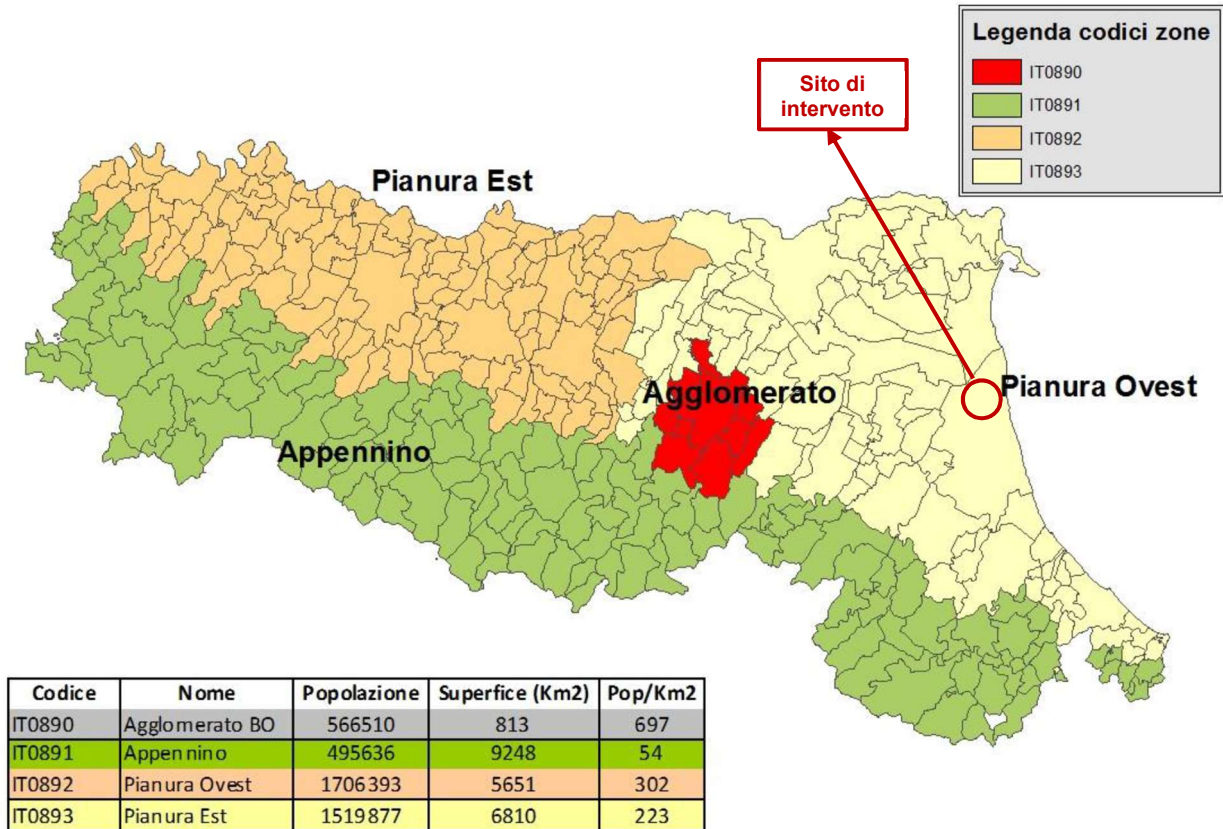 Legenda codici zone
IT0890
IT0891
IT0892
IT0893
Sito di
intervento
Pianura Est
Agglomerato
Pianura Ovest
Appennino
Codice Nome Popolazione Superfice (Km2) Pop/Km2
IT0890 Agglomerato BO 566510 813 697
IT0891 Appennino 495636 9248 54
IT0892 Pianura Ovest 1706393 5651 302
IT0893 Pianura Est 1519877 6810 223